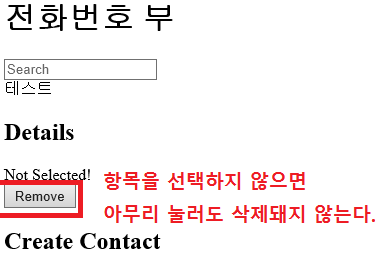 전화번호 부
Search
테스트
Details
Not Selected!
항목을 선택하지 않으면
Remove
아무리 눌러도 삭제돼지 않는다.
Create Contact